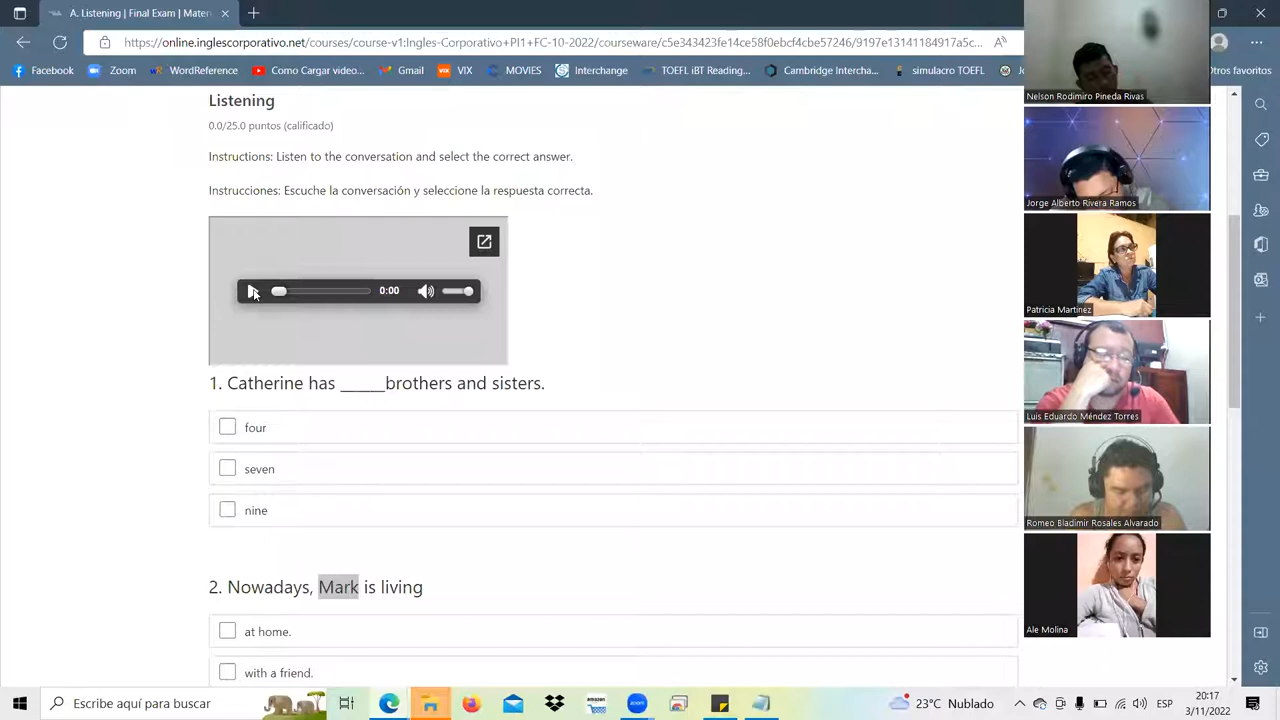 A. Listening | Final Exam | Mater
https://online.inglescorporativo.net/courses/course-v1:Ingles-Corporativo+PI1+FC-10-2022/courseware/c5e343423fe14ce58f0ebcf4cbe57246/9197e13141184917a5c...
Facebook
Zoom
WordReference
Como Cargar video...
Gmail
VIX
MOVIES
Interchange
TOEFL iBT Reading...
Cambridge Intercha...
simulacro TOEFL
Otros favoritos
Listening
0.0/25.0 puntos (calificado)
Instructions: Listen to the conversation and select the correct answer.
Instrucciones: Escuche la conversación y seleccione la respuesta correcta.
0:00
1. Catherine has _____brothers and sisters.
four
seven
nine
2. Nowadays, Mark is living
at home.
with a friend.
Nelson Rodimiro Pineda Rivas
Jorge Alberto Rivera Ramos
Patricia Martinez
Luis Eduardo Méndez Torres
Romeo Bladimir Rosales Alvarado
Ale Molina
Escribe aquí para buscar
amazon
zoom
23°C Nublado
ESP
20:17
3/11/2022